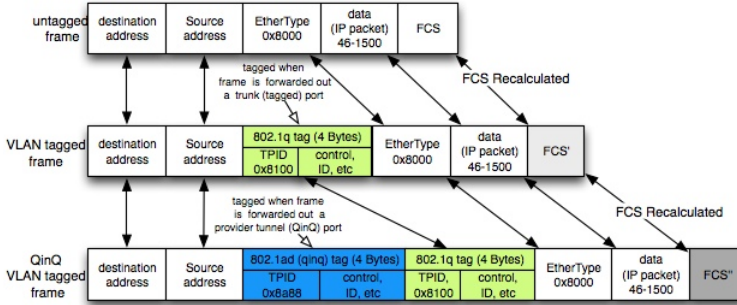 untagged
frame
destination
address
Source
address
EtherType
0x8000
data
(IP packet)
46-1500
FCS
tagged when
frame is forwarded out
a trunk (tagged) port
FCS Recalculated
VLAN tagged
frame
destination
address
Source
address
802.1q tag (4 Bytes)
TPID
0x8100
control,
ID, etc
EtherType
0x8000
data
(IP packet)
46-1500
FCS'
tagged when frame
is forwarded out a
provider tunnel (QinQ) port
FCS Recalculated
QinQ
VLAN tagged
frame
destination
address
Source
address
802.1ad (qinq) tag (4 Bytes)
TPID
0x8a88
control,
ID, etc
802.1q tag (4 Bytes)
TPID,
0x8100
control,
ID, etc
EtherType
0x8000
data
(IP packet)
46-1500
FCS"